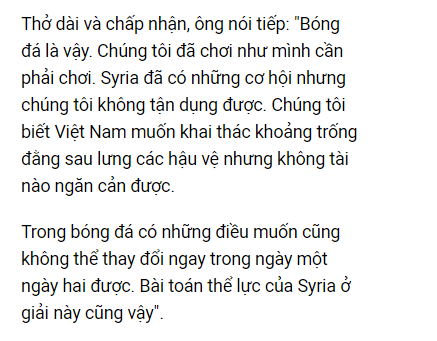 Thở dài và chấp nhận, ông nói tiếp: "Bóng
đá là vậy. Chúng tôi đã chơi như mình cần
phải chơi. Syria đã có những cơ hội nhưng
chúng tôi không tận dụng được. Chúng tôi
biết Việt Nam muốn khai thác khoảng trống
đằng sau lưng các hậu vệ nhưng không tài
nào ngăn cản được.
Trong bóng đá có những điều muốn cũng
không thể thay đổi ngay trong ngày một
ngày hai được. Bài toán thể lực của Syria ở
giải này cũng vậy".